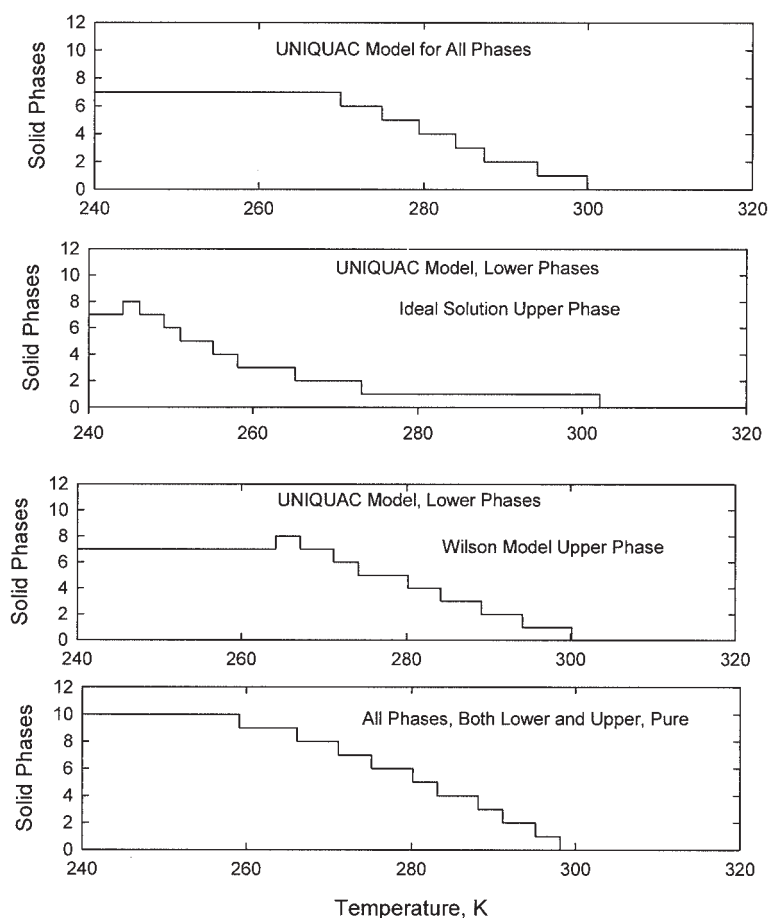 12
UNIQUAC Model for All Phases
10
8
6
4
2
0
Solid Phases
240 260 280 300 320
12
UNIQUAC Model, Lower Phases
10
Ideal Solution Upper Phase
8
6
4
2
0
Solid Phases
240 260 280 300 320
12
UNIQUAC Model, Lower Phases
10
Wilson Model Upper Phase
8
6
4
2
0
Solid Phases
240 260 280 300 320
12
All Phases, Both Lower and Upper, Pure
10
8
6
4
2
0
Solid Phases
240 260 280 300 320
Temperature, K